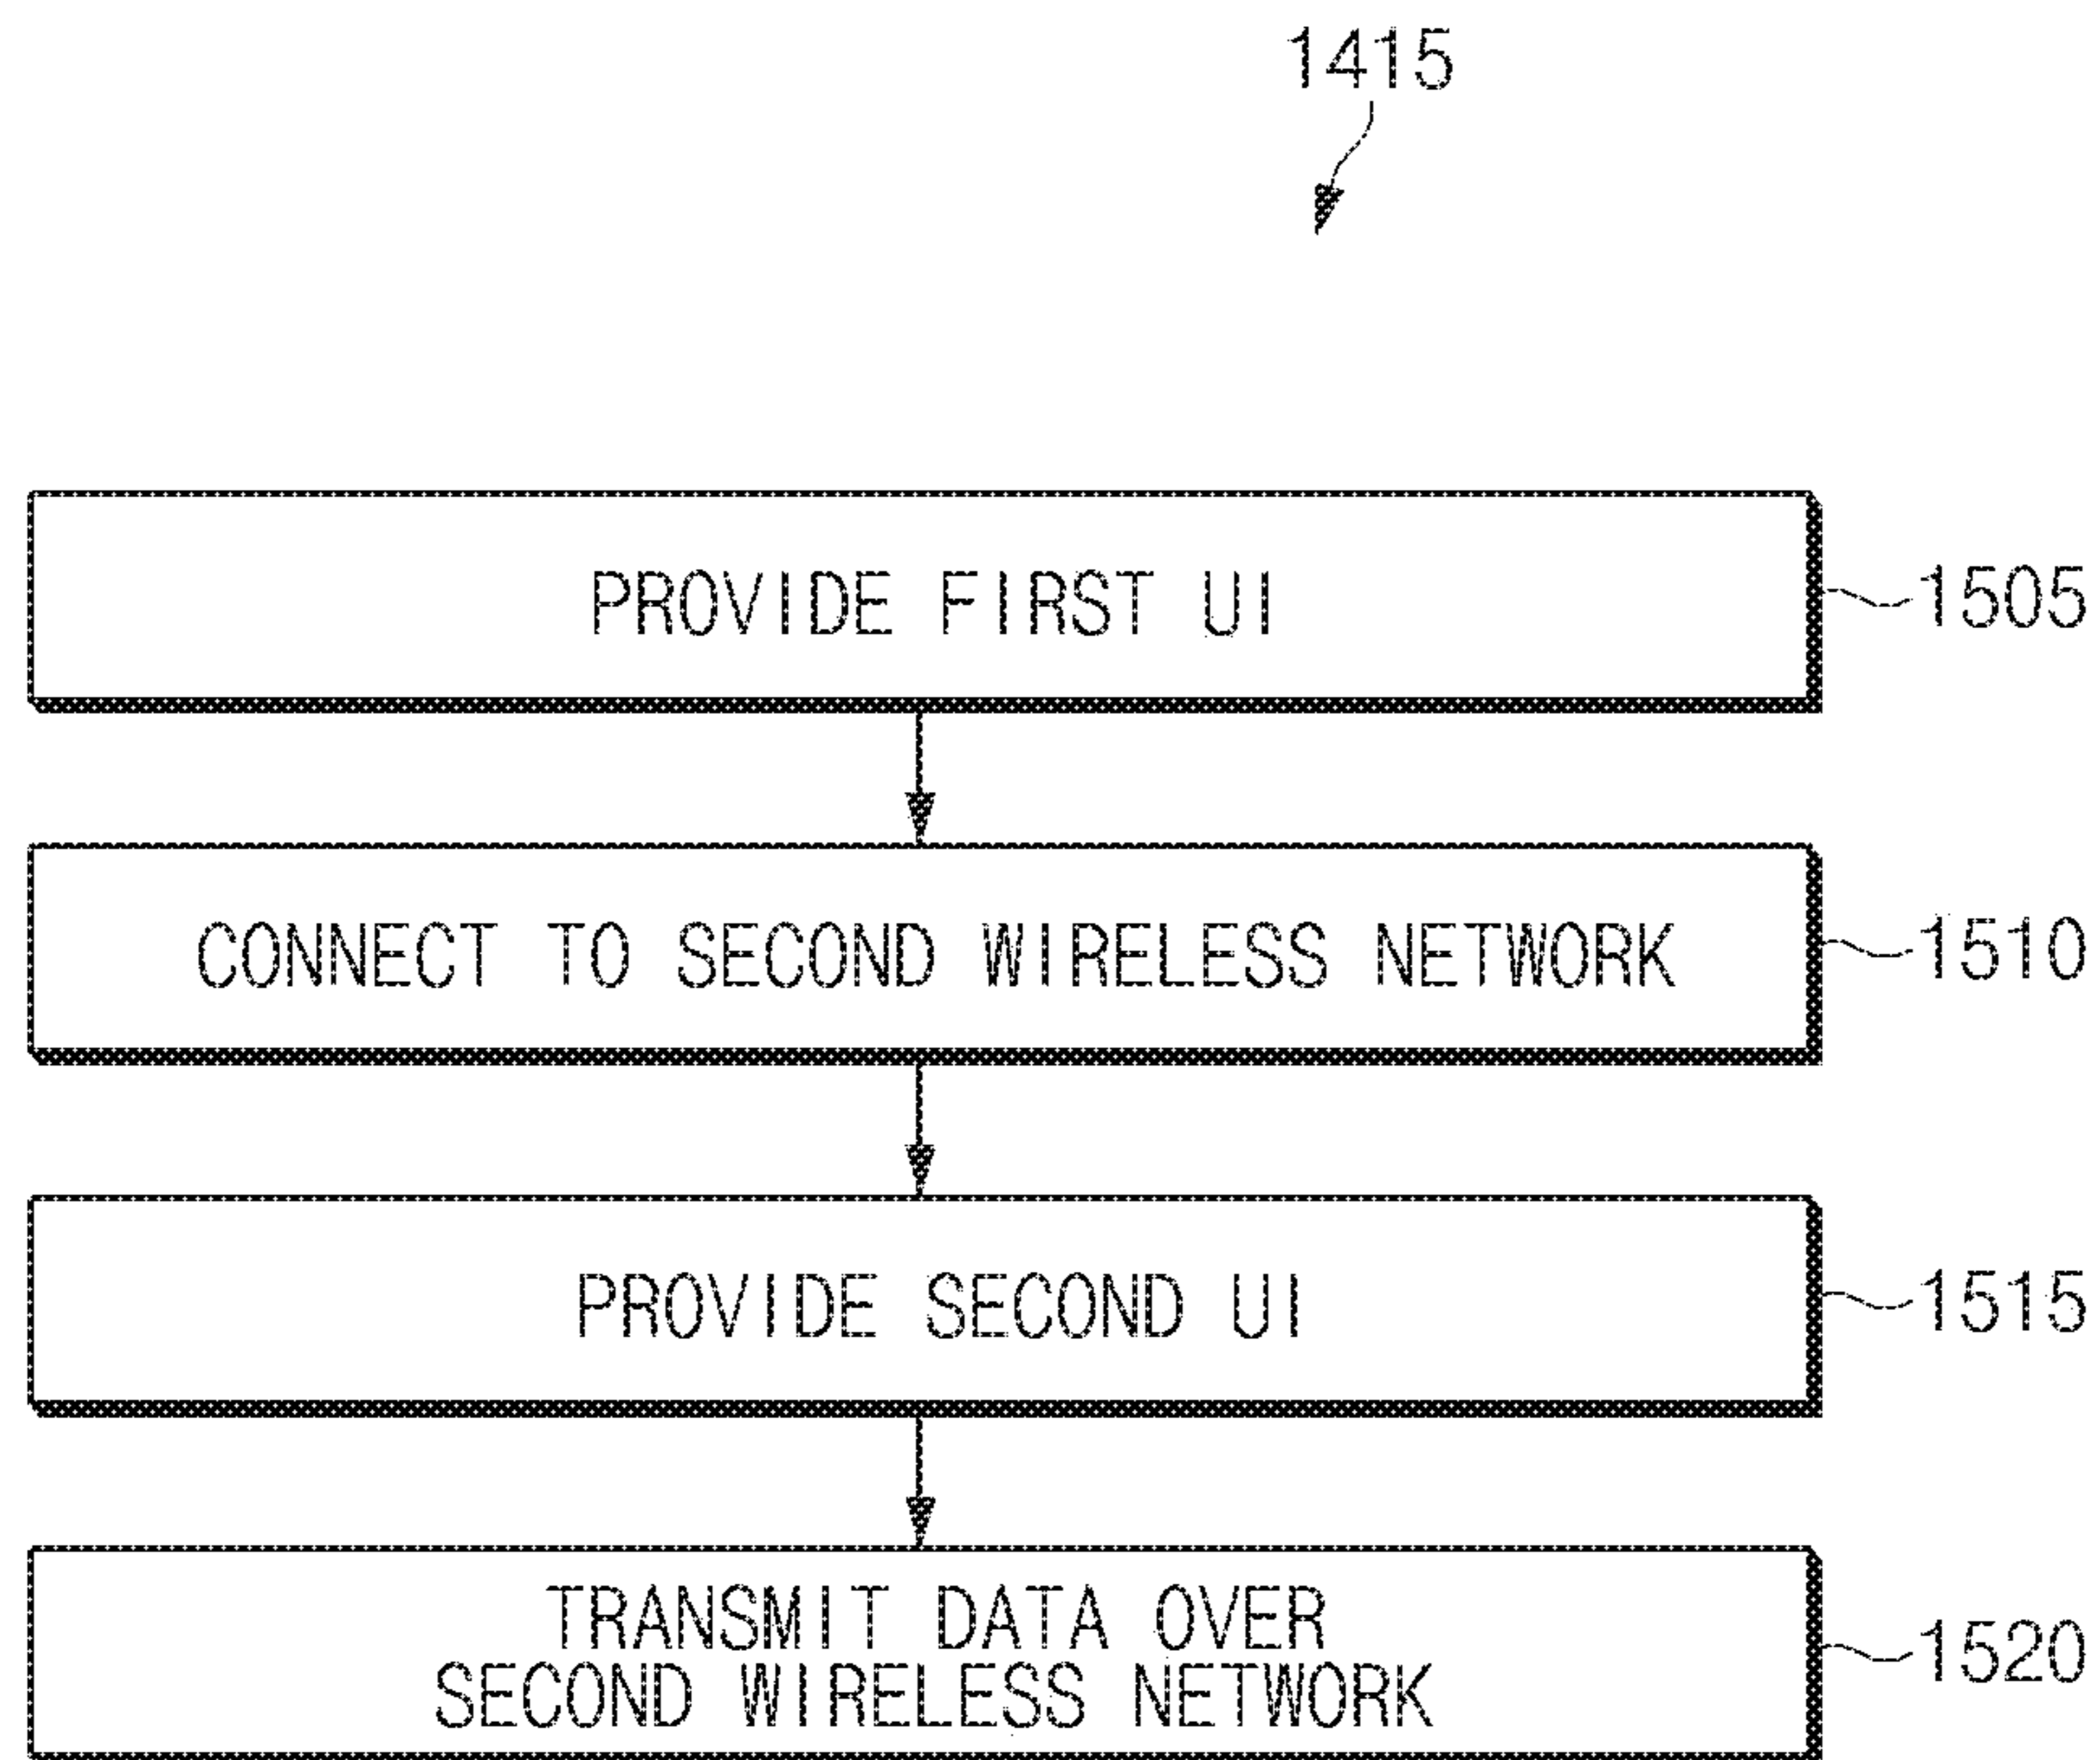 1415
PROVIDE FIRST UI
1505
CONNECT TO SECOND WIRELESS NETWORK
1510
PROVIDE SECOND UI
1515
TRANSMIT DATA OVER
SECOND WIRELESS NETWORK
1520